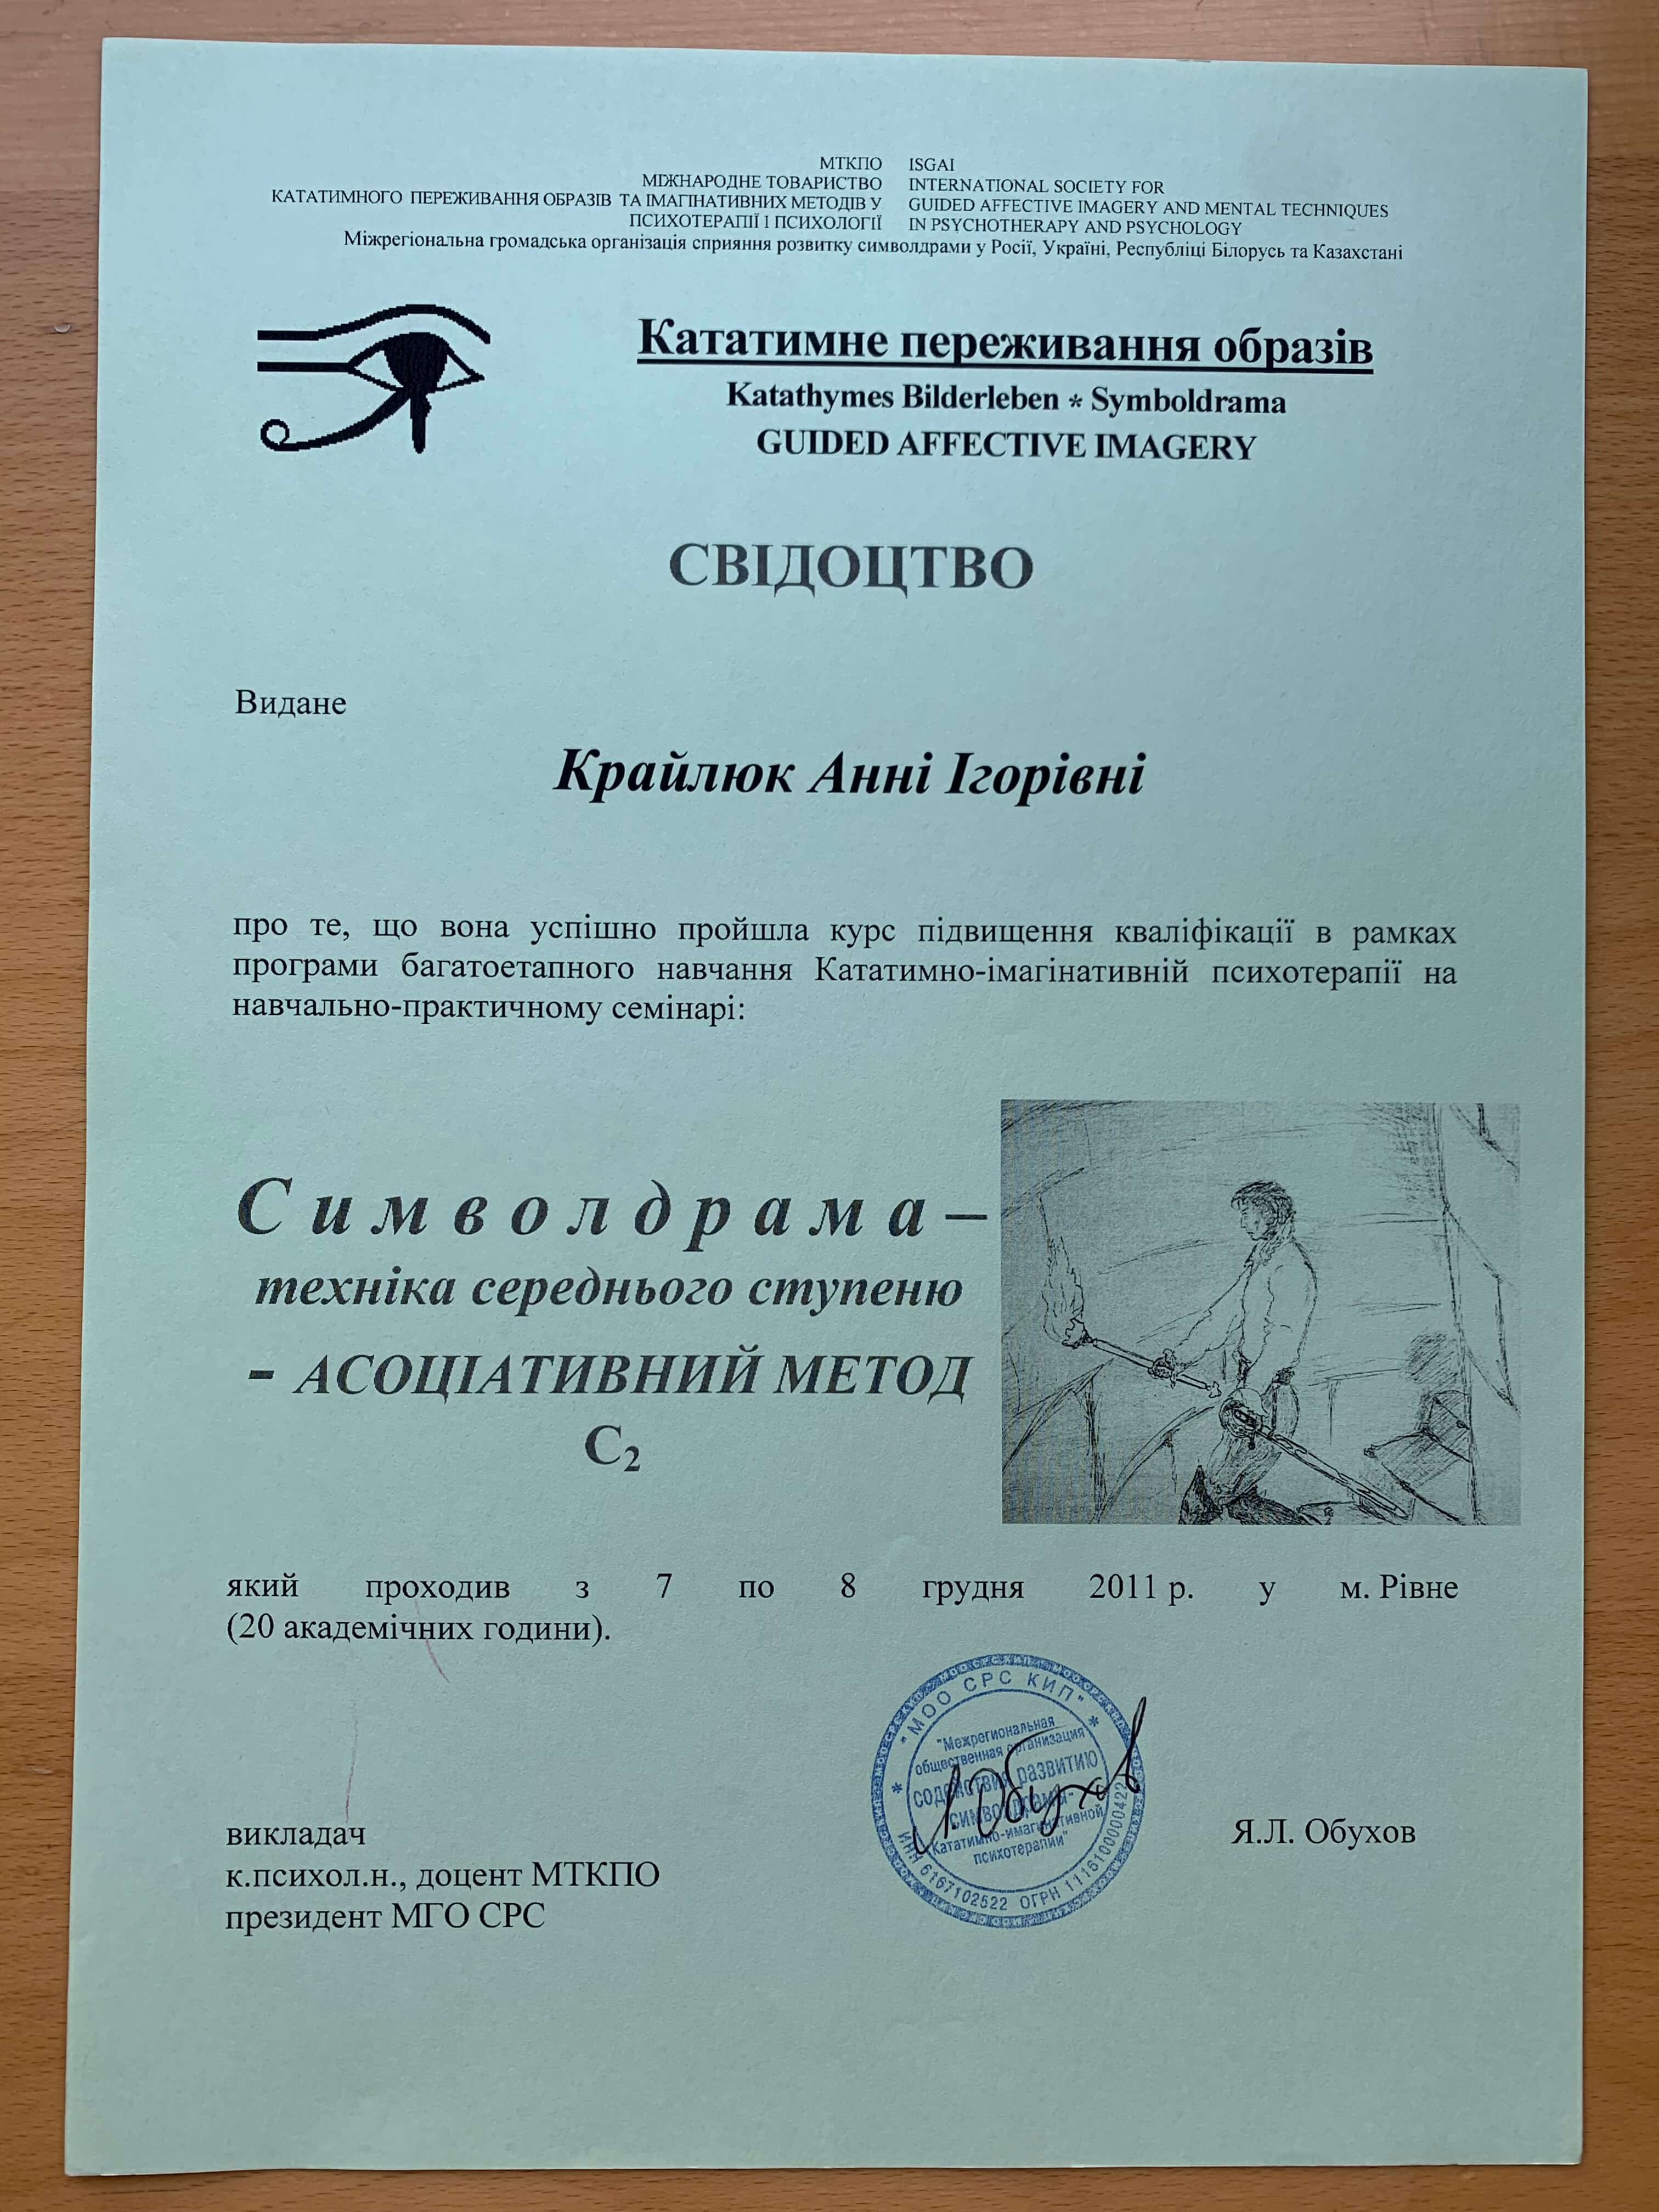 МТКПО
МІЖНАРОДНЕ ТОВАРИСТВО
КАТАТИМНОГО ПЕРЕЖИВАННЯ ОБРАЗІВ ТА ІМАГІНАТИВНИХ МЕТОДІВ У
ПСИХОТЕРАПІЇ І ПСИХОЛОГІЇ
ISGAI
INTERNATIONAL SOCIETY FOR
GUIDED AFFECTIVE IMAGERY AND MENTAL TECHNIQUES
IN PSYCHOTHERAPY AND PSYCHOLOGY
Міжрегіональна громадська організація сприяння розвитку символдрами у Росії, Україні, Республіці Білорусь та Казахстані
Кататимне переживання образів
Katathymes Bilderleben * Symboldrama
GUIDED AFFECTIVE IMAGERY
СВІДОЦТВО
Видане
Крайлюк Анні Ігорівні
про те, що вона успішно пройшла курс підвищення кваліфікації в рамках
програми багатоетапного навчання Кататимно-імагінативній психотерапії на
навчально-практичному семінарі:
Символдрама –
техніка середнього ступеню
- АСОЦІАТИВНИЙ МЕТОД
С₂
який проходив з 7 по 8 грудня 2011 р. у м. Рівне
(20 академічних години).
"МОО СРС КИП"
"Межрегиональная
общественная организация
содействия развитию
символдрамы-
Кататимно-имагинативной
психотерапии"
ИНН 6167102522 ОГРН 1116100000422
викладач
к.психол.н., доцент МТКПО
президент МГО СРС
Я.Л. Обухов